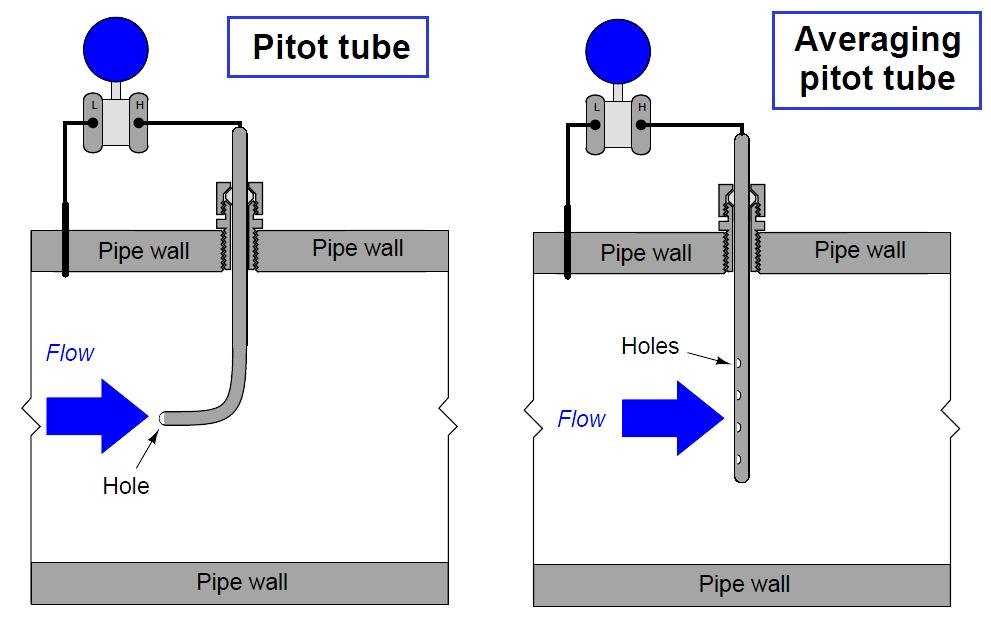 Pitot tube
L H
Pipe wall Pipe wall
Flow
Hole
Pipe wall
Averaging
pitot tube
L H
Pipe wall Pipe wall
Holes
Flow
Pipe wall